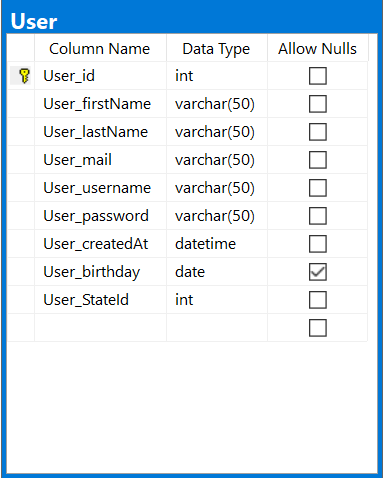 User
Column Name Data Type Allow Nulls
User_id int
User_firstName varchar(50)
User_lastName varchar(50)
User_mail varchar(50)
User_username varchar(50)
User_password varchar(50)
User_createdAt datetime
User_birthday date
User_StateId int